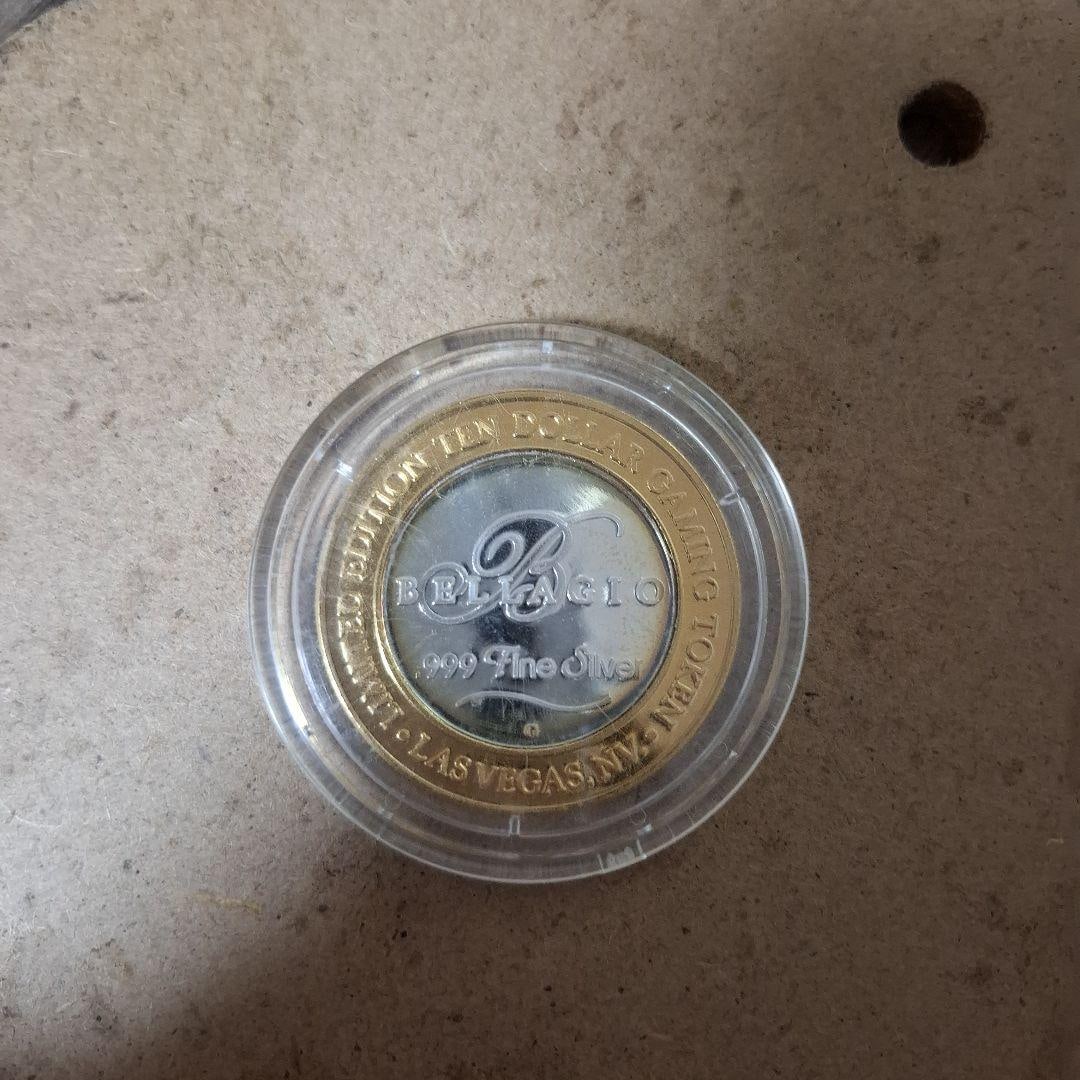 LIMITED EDITION TEN DOLLAR GAMING TOKEN
B
BELLAGIO
.999 Fine Silver
G
• LAS VEGAS, NV. •